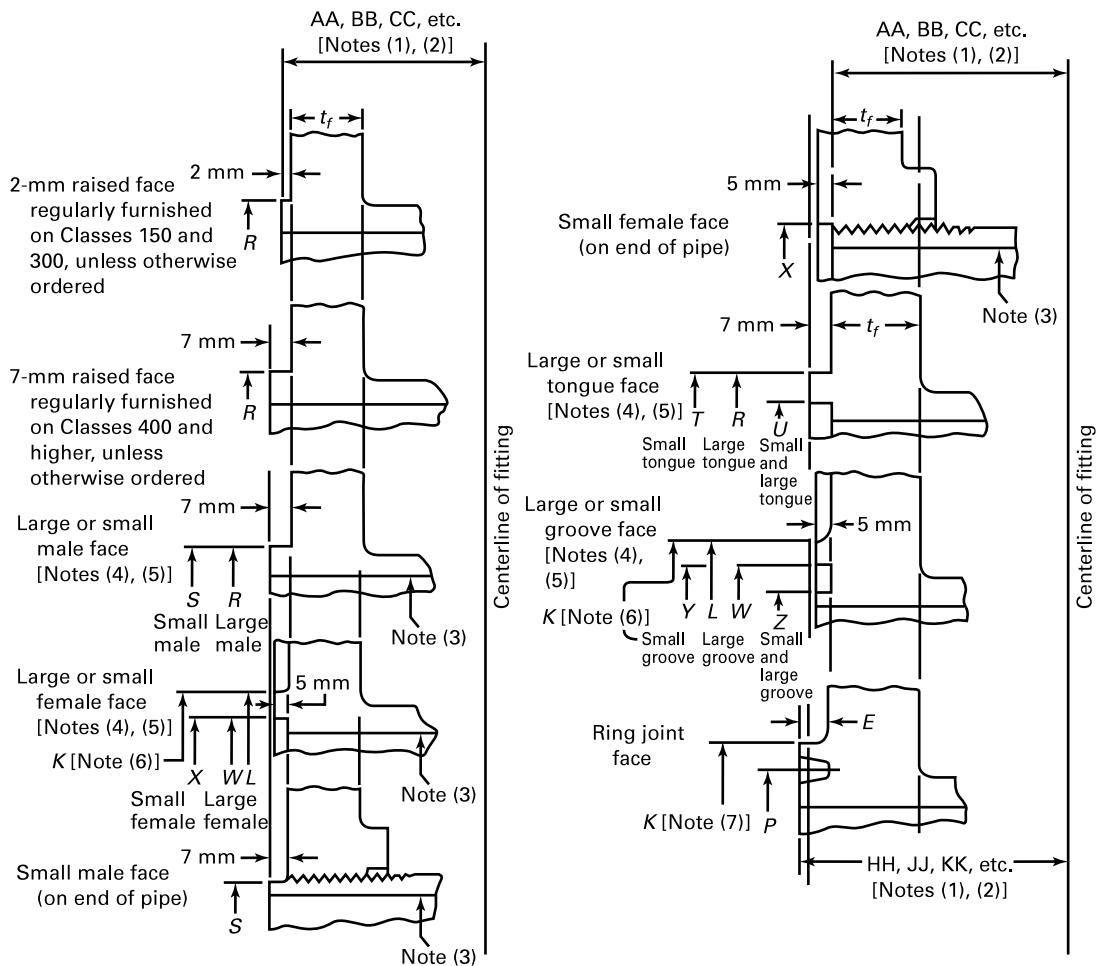 AA, BB, CC, etc.
[Notes (1), (2)]
t_f
2 mm
2-mm raised face
regularly furnished
on Classes 150 and
300, unless otherwise
ordered
R
7 mm
7-mm raised face
regularly furnished
on Classes 400 and
higher, unless
otherwise ordered
R
7 mm
Large or small
male face
[Notes (4), (5)]
S R
Small Large
male male
Note (3)
Large or small
female face
[Notes (4), (5)]
5 mm
K [Note (6)]
X W L
Small Large
female female
Note (3)
7 mm
Small male face
(on end of pipe)
S
Note (3)
Centerline of fitting
AA, BB, CC, etc.
[Notes (1), (2)]
t_f
5 mm
Small female face
(on end of pipe)
X
Note (3)
7 mm
t_f
Large or small
tongue face
[Notes (4), (5)]
T R U
Small Large Small
tongue tongue and
large
tongue
Large or small
groove face
[Notes (4),
(5)]
5 mm
K [Note (6)]
Y L W Z
Small Large Small
groove groove and
large
groove
Ring joint
face
E
K [Note (7)]
P
HH, JJ, KK, etc.
[Notes (1), (2)]
Centerline of fitting